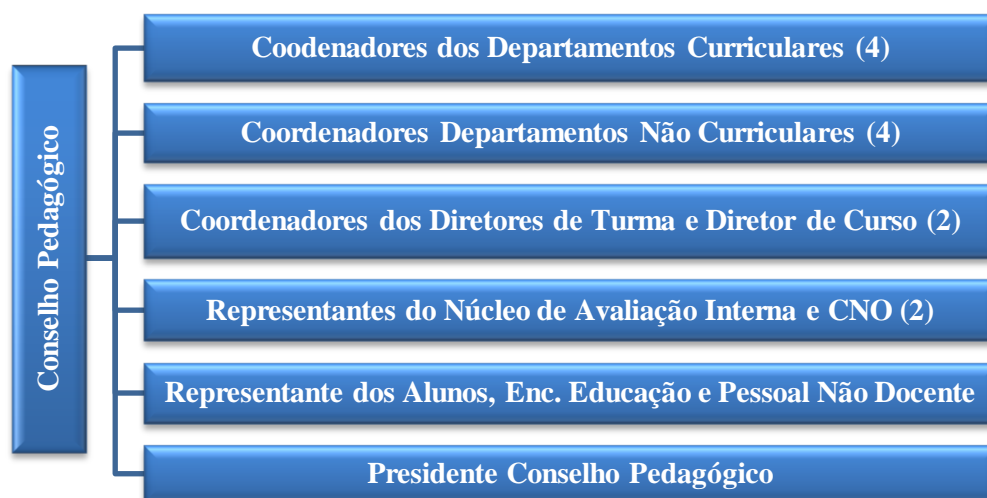 Conselho Pedagógico
Coodenadores dos Departamentos Curriculares (4)
Coordenadores Departamentos Não Curriculares (4)
Coordenadores dos Diretores de Turma e Diretor de Curso (2)
Representantes do Núcleo de Avaliação Interna e CNO (2)
Representante dos Alunos, Enc. Educação e Pessoal Não Docente
Presidente Conselho Pedagógico